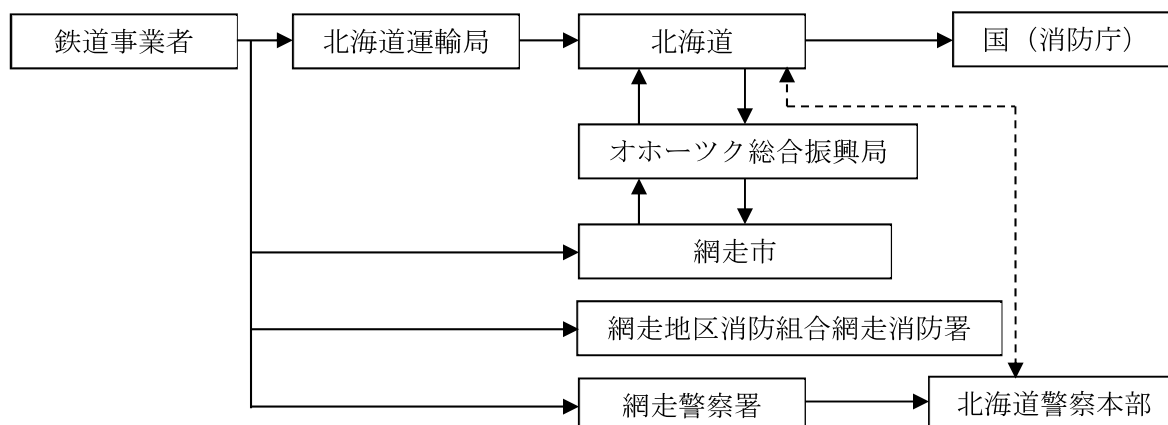 鉄道事業者
北海道運輸局
北海道
国（消防庁）
オホーツク総合振興局
網走市
網走地区消防組合網走消防署
網走警察署
北海道警察本部